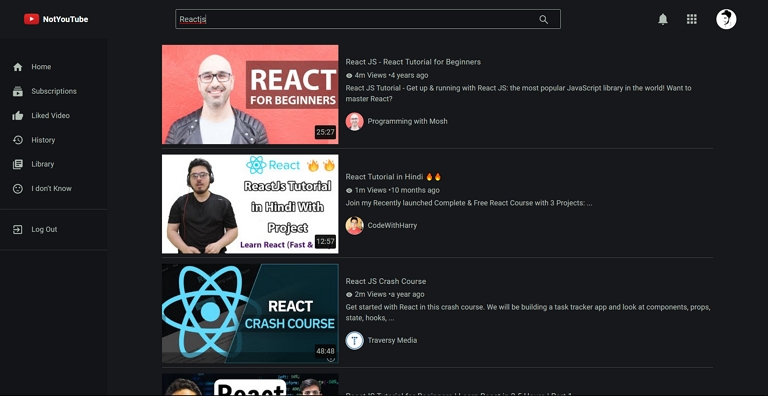 NotYouTube
Reactjs
Home
Subscriptions
Liked Video
History
Library
I don't Know
Log Out
REACT
FOR BEGINNERS
25:27
React JS - React Tutorial for Beginners
4m Views •4 years ago
React JS Tutorial - Get up & running with React JS: the most popular JavaScript library in the world! Want to
master React?
Programming with Mosh
React
ReactJs Tutorial
in Hindi With
Project
Learn React (Fast &
12:57
React Tutorial in Hindi 🔥🔥
1m Views •10 months ago
Join my Recently launched Complete & Free React Course with 3 Projects: ...
CodeWithHarry
REACT
CRASH COURSE
48:48
React JS Crash Course
2m Views •a year ago
Get started with React in this crash course. We will be building a task tracker app and look at components, props,
state, hooks, ...
T
Traversy Media
React